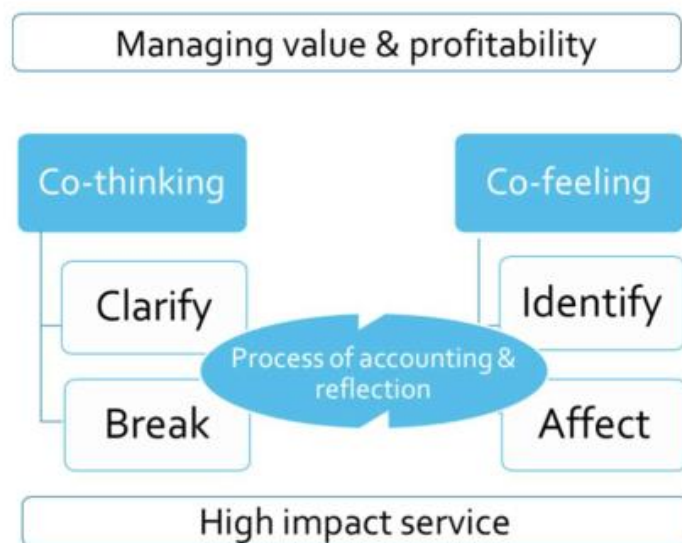 Managing value & profitability
Co-thinking
Co-feeling
Clarify
Identify
Process of accounting &
reflection
Break
Affect
High impact service